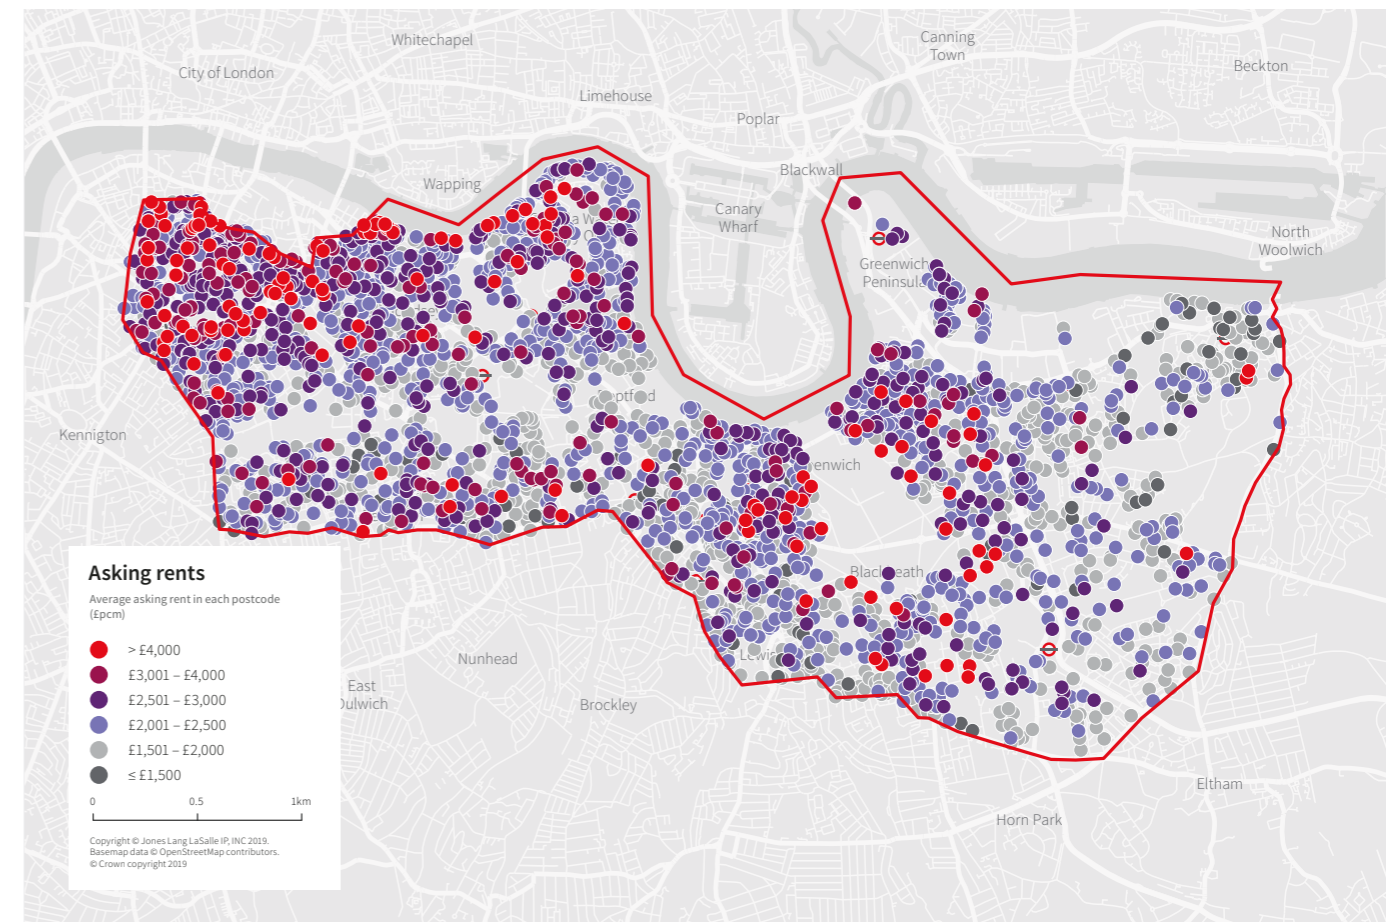 Whitechapel
Canning
Town
City of London
Beckton
Limehouse
Poplar
Blackwall
Wapping
Canary
Wharf
North
Woolwich
Greenwich
Peninsula
Kennington
enwich
Nunhead
East
Dulwich
Brockley
Eltham
Horn Park
Asking rents
Average asking rent in each postcode
(£pcm)
> £4,000
£3,001 – £4,000
£2,501 – £3,000
£2,001 – £2,500
£1,501 – £2,000
≤ £1,500
0 0.5 1km
Copyright © Jones Lang LaSalle IP, INC 2019.
Basemap data © OpenStreetMap contributors.
© Crown copyright 2019